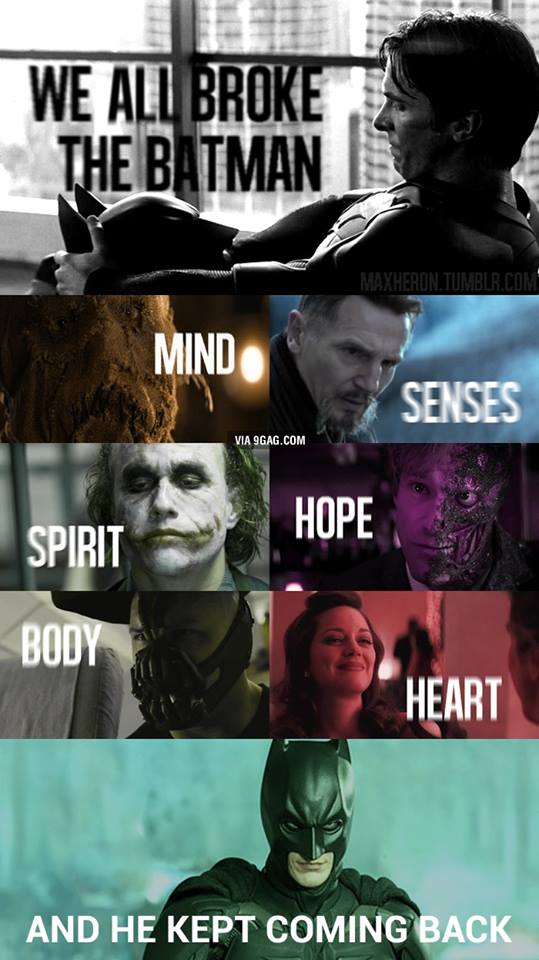 WE ALL BROKE
THE BATMAN
MAXHERON.TUMBLR.COM
MIND
SENSES
VIA 9GAG.COM
SPIRIT
HOPE
BODY
HEART
AND HE KEPT COMING BACK